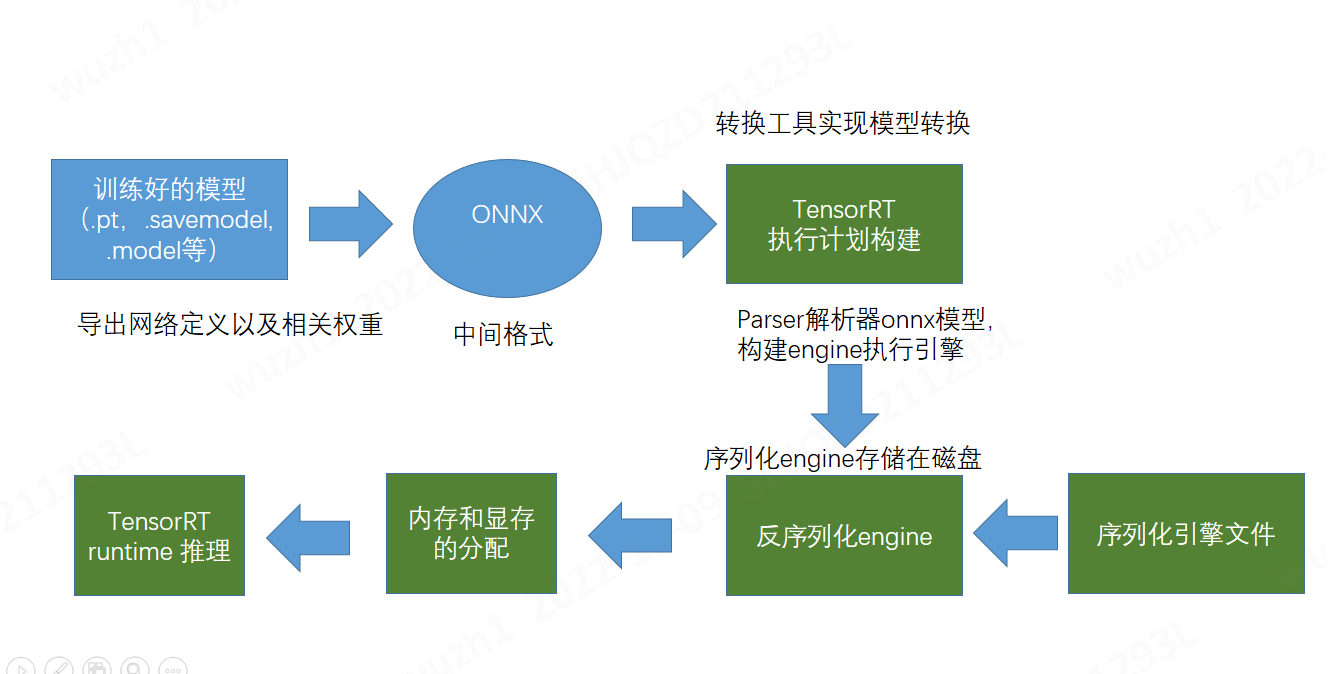 转换工具实现模型转换
训练好的模型
（.pt，.savemodel,
.model等）
ONNX
TensorRT
执行计划构建
导出网络定义以及相关权重
中间格式
Parser解析器onnx模型,
构建engine执行引擎
序列化engine存储在磁盘
TensorRT
runtime 推理
内存和显存
的分配
反序列化engine
序列化引擎文件